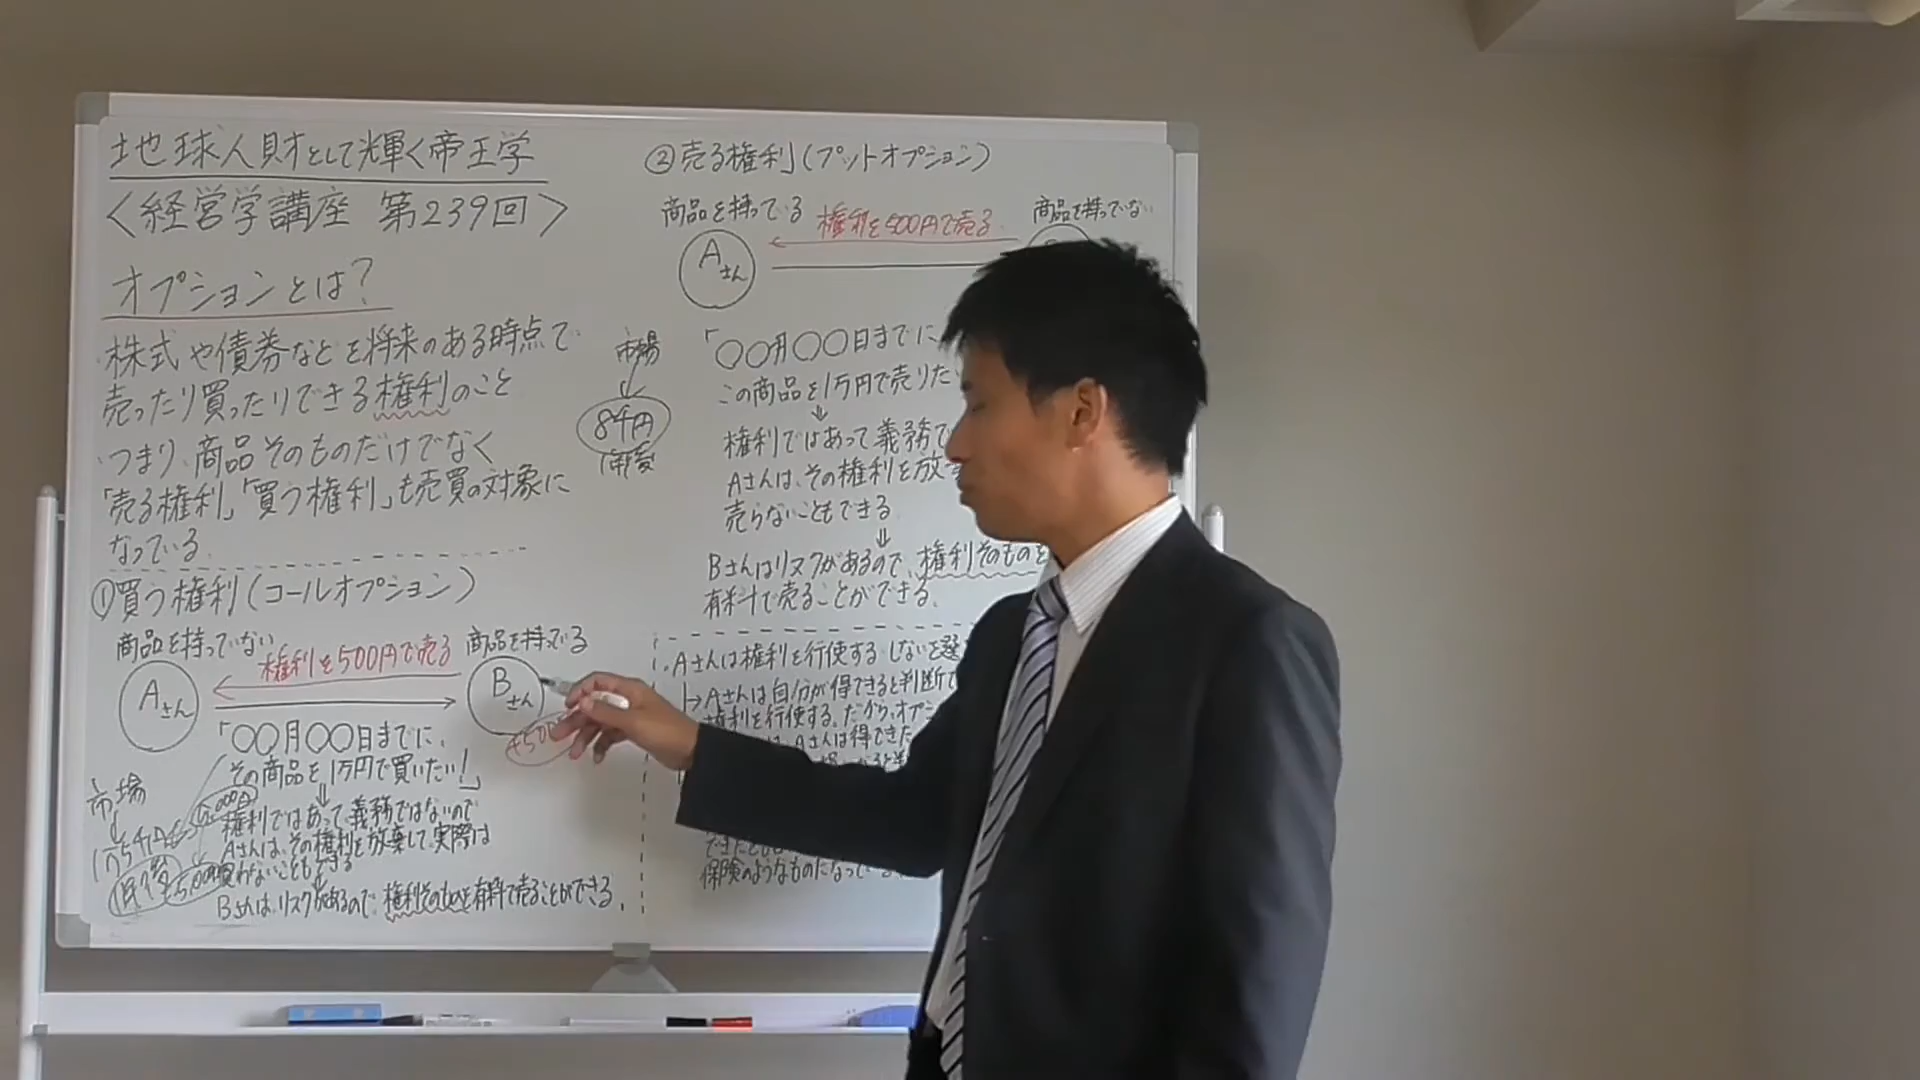 地球人財として輝く帝王学
<経営学講座 第239回>
オプションとは?
・株式や債券などを将来のある時点で
売ったり買ったりできる権利のこと
・つまり、商品そのものだけでなく
「売る権利」「買う権利」も売買の対象に
なっている。
①買う権利(コールオプション)
商品を持っていない
権利を500円で売る
商品を持っている
Aさん
Bさん
「○○月○○日までに、
その商品を1万円で買いたい!」
⇓
権利ではあって義務ではないので
Aさんは、その権利を放棄して、実際は
買わないこともできる
Bさんは、リスクがあるので、権利そのものを有料で売ることができる。
市場
↓
市場
↓
8千円
1年後
②売る権利」(プットオプション)
商品を持っている
権利を500円で売る
商品を持っていない
Aさん
「○○月○○日までに
この商品を1万円で売りた
⇓
権利ではあって義務で
Aさんは、その権利を放
売らないこともできる
⇓
Bさんはリスクがあるので、権利そのものを
有料で売ることができる。
・Aさんは権利を行使する しないを選
↳Aさんは自分が得できると判断
権利を行使する。だから、オプ
Aさんは得できた
保険のようなものになっている